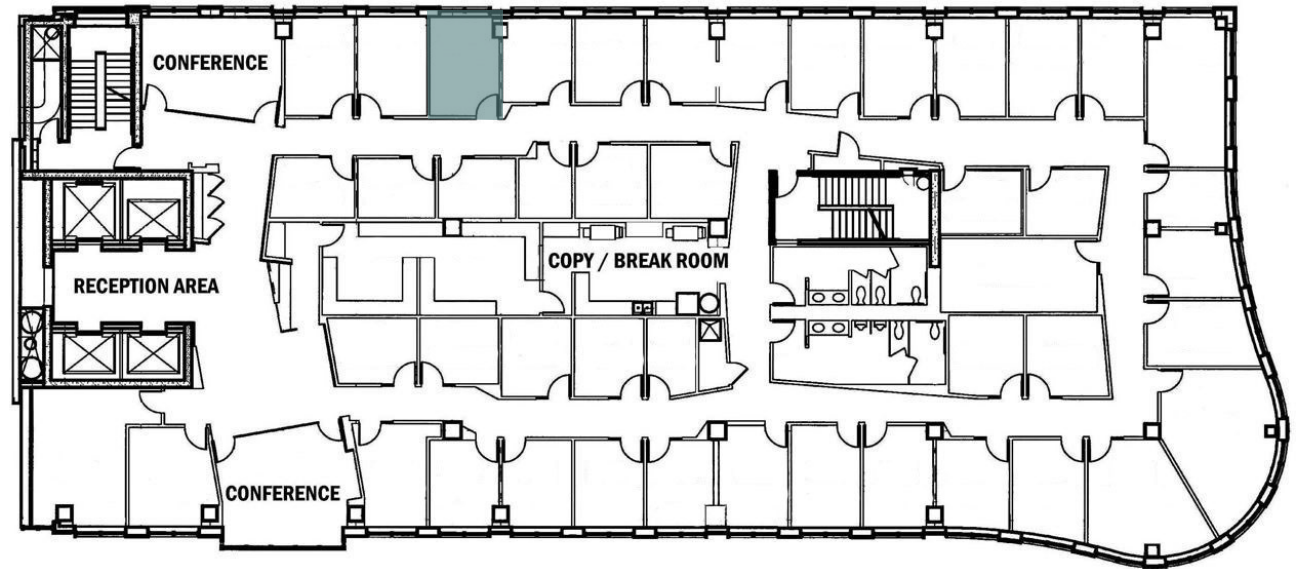 CONFERENCE
RECEPTION AREA
COPY / BREAK ROOM
CONFERENCE